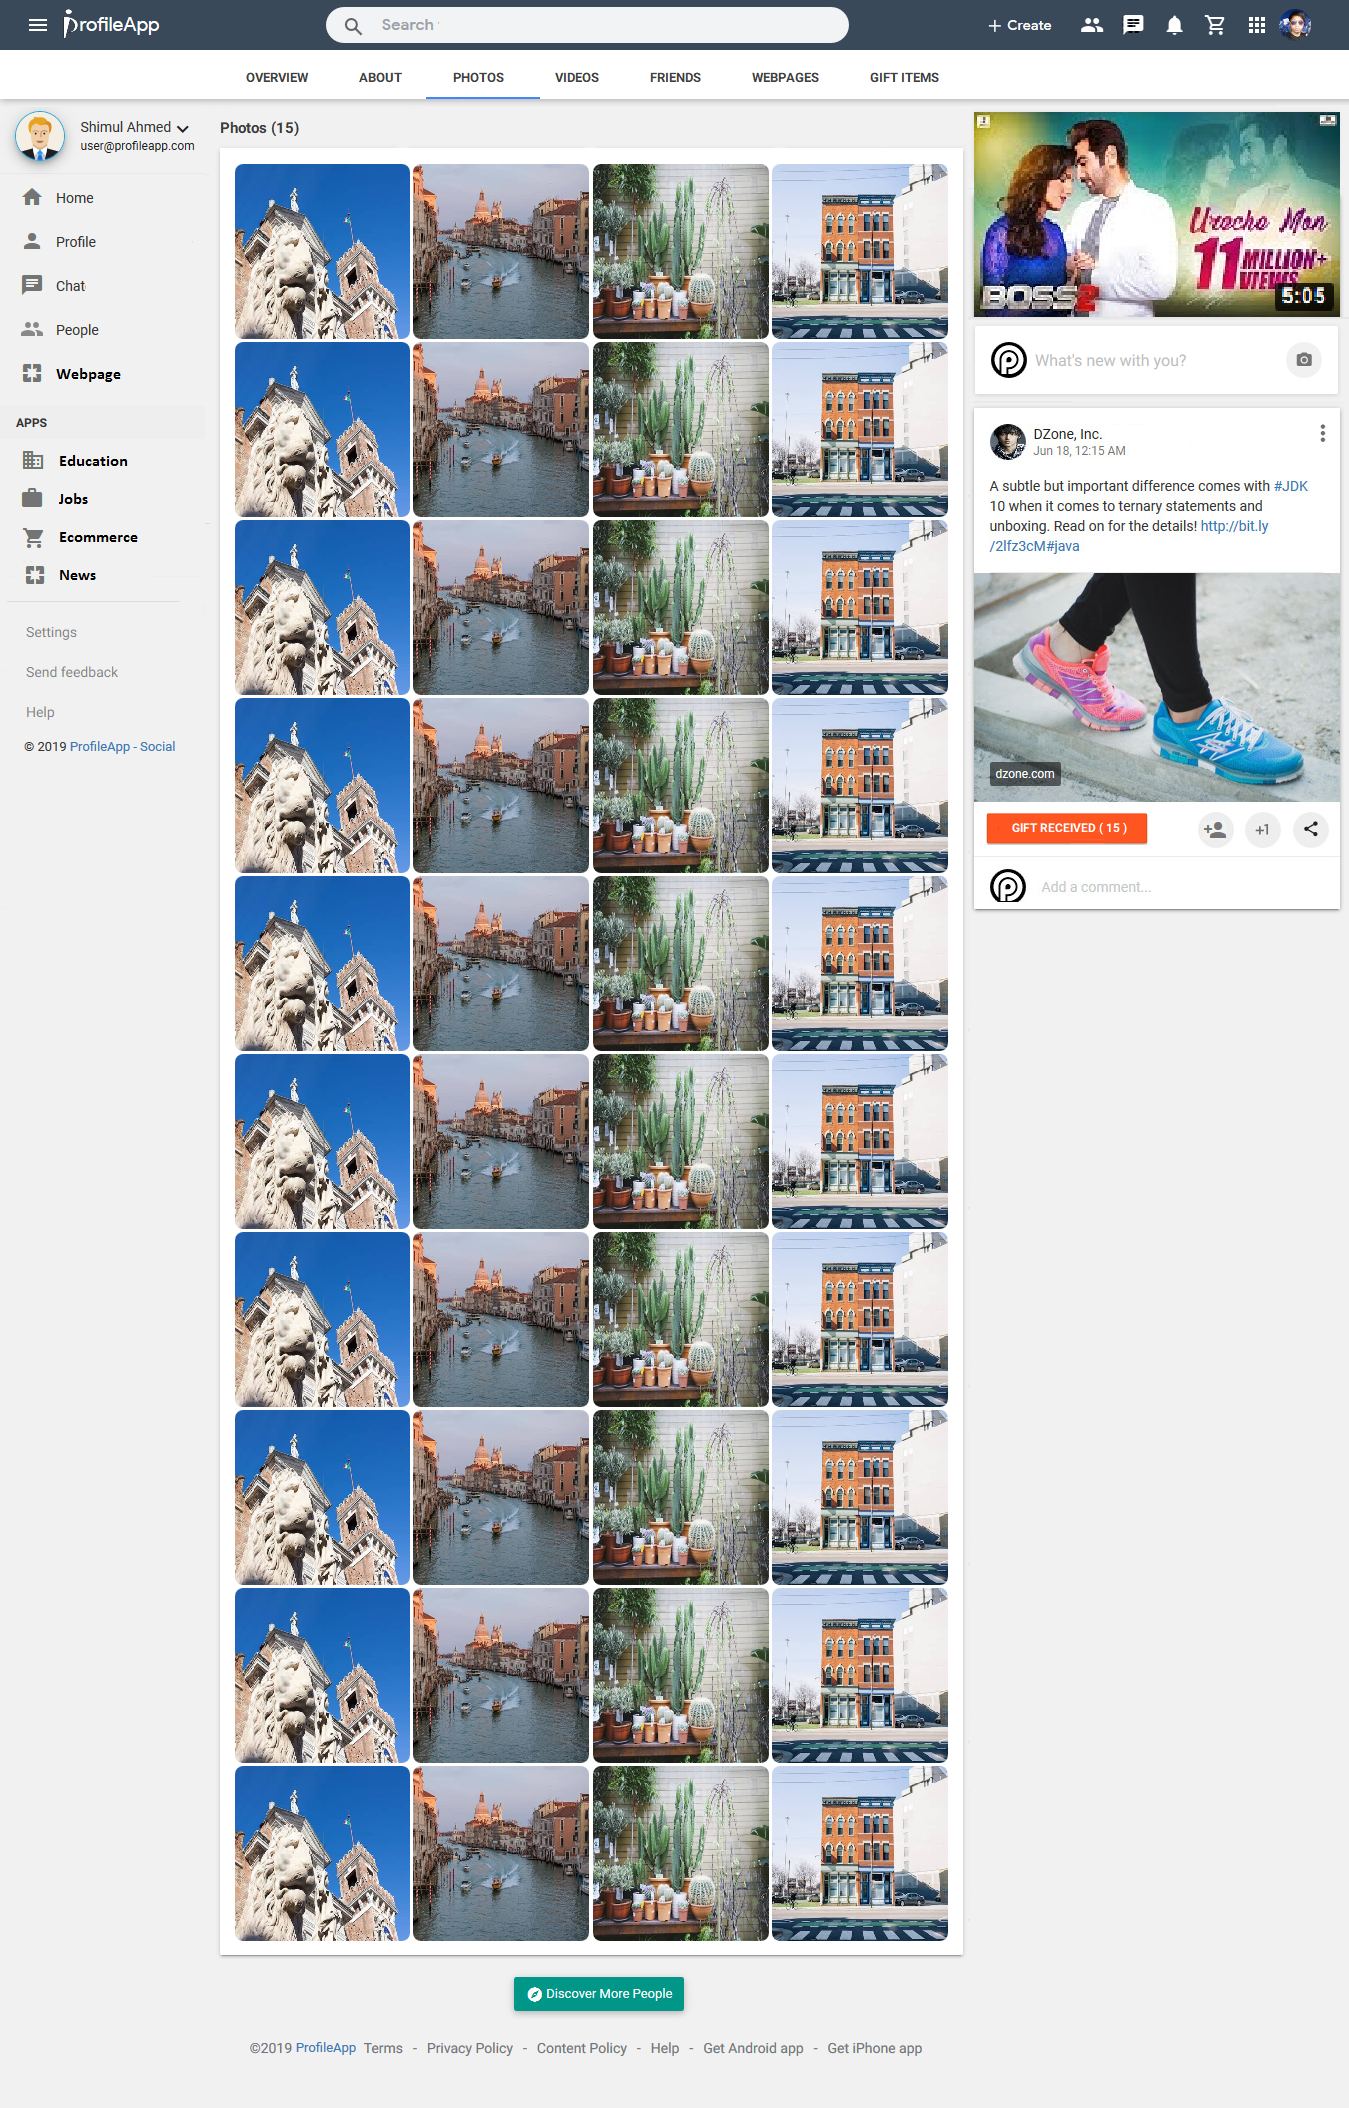 ProfileApp
Search
Create
OVERVIEW
ABOUT
PHOTOS
VIDEOS
FRIENDS
WEBPAGES
GIFT ITEMS
Shimul Ahmed
user@profileapp.com
Home
Profile
Chat
People
Webpage
APPS
Education
Jobs
Ecommerce
News
Settings
Send feedback
Help
© 2019 ProfileApp - Social
Photos (15)
Uroche Mon
11 MILLION+
VIEWS
BOSS 2
5:05
What's new with you?
DZone, Inc.
Jun 18, 12:15 AM
A subtle but important difference comes with #JDK
10 when it comes to ternary statements and
unboxing. Read on for the details! http://bit.ly
/2lfz3cM#java
dzone.com
GIFT RECEIVED ( 15 )
+1
Add a comment...
Discover More People
©2019 ProfileApp Terms - Privacy Policy - Content Policy - Help - Get Android app - Get iPhone app